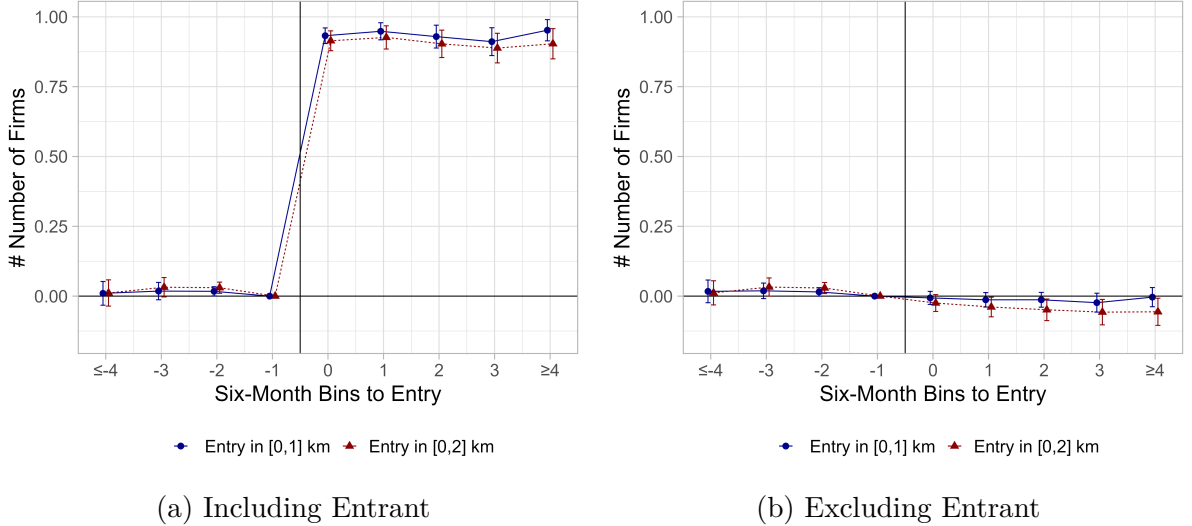 1.00
0.75
0.50
0.25
0.00
# Number of Firms
≤-4 -3 -2 -1 0 1 2 3 ≥4
Six-Month Bins to Entry
Entry in [0,1] km Entry in [0,2] km
(a) Including Entrant
1.00
0.75
0.50
0.25
0.00
# Number of Firms
≤-4 -3 -2 -1 0 1 2 3 ≥4
Six-Month Bins to Entry
Entry in [0,1] km Entry in [0,2] km
(b) Excluding Entrant